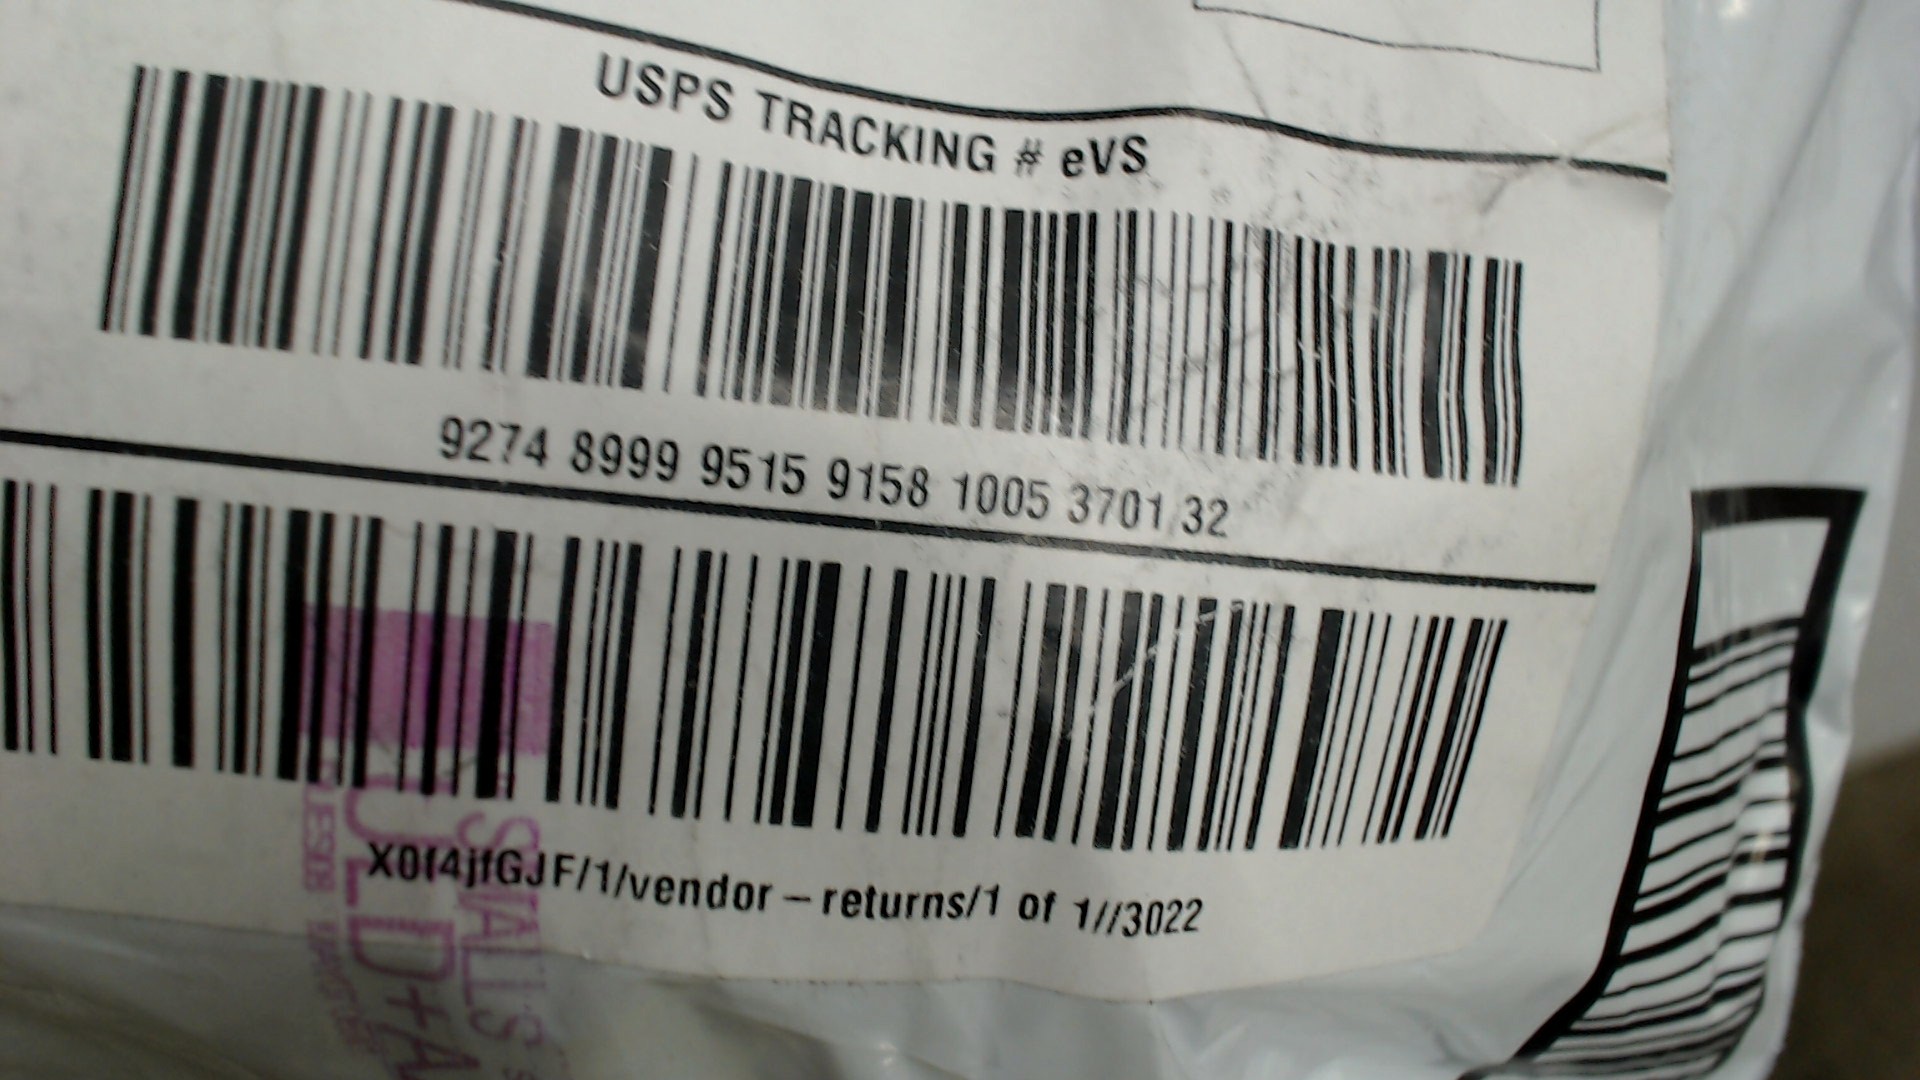 USPS TRACKING # eVS
9274 8999 9515 9158 1005 3701 32
X0f4jfGJF/1/vendor – returns/1 of 1//3022